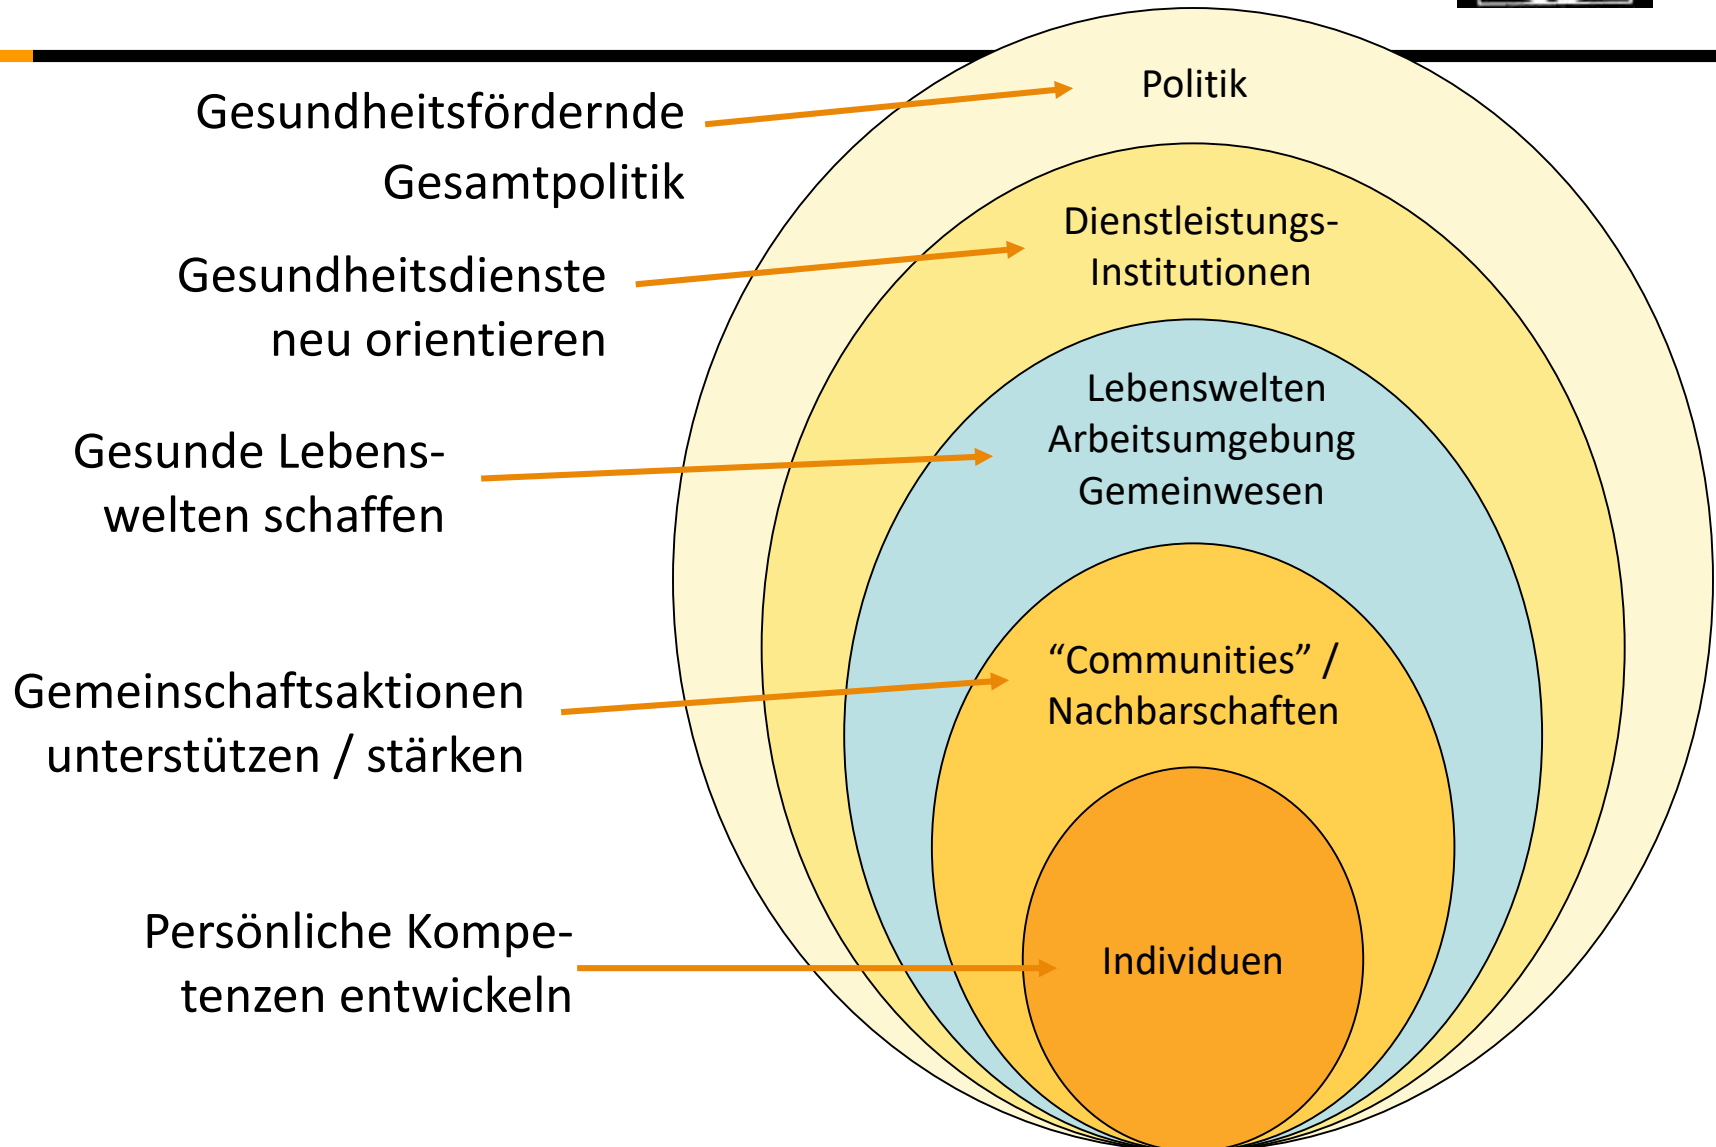 Gesundheitsfördernde
Gesamtpolitik
Politik
Gesundheitsdienste
neu orientieren
Dienstleistungs-
Institutionen
Gesunde Lebens-
welten schaffen
Lebenswelten
Arbeitsumgebung
Gemeinwesen
Gemeinschaftsaktionen
unterstützen / stärken
“Communities” /
Nachbarschaften
Persönliche Kompe-
tenzen entwickeln
Individuen